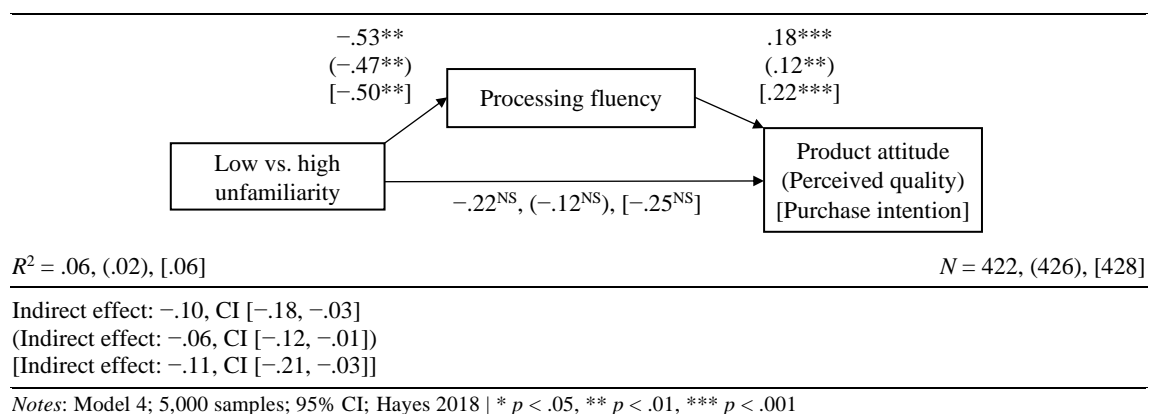 −.53**
(−.47**)
[−.50**]
.18***
(.12**)
[.22***]
Processing fluency
Low vs. high
unfamiliarity
Product attitude
(Perceived quality)
[Purchase intention]
−.22ᴺˢ, (−.12ᴺˢ), [−.25ᴺˢ]
R² = .06, (.02), [.06]
N = 422, (426), [428]
Indirect effect: −.10, CI [−.18, −.03]
(Indirect effect: −.06, CI [−.12, −.01])
[Indirect effect: −.11, CI [−.21, −.03]]
Notes: Model 4; 5,000 samples; 95% CI; Hayes 2018 | * p < .05, ** p < .01, *** p < .001